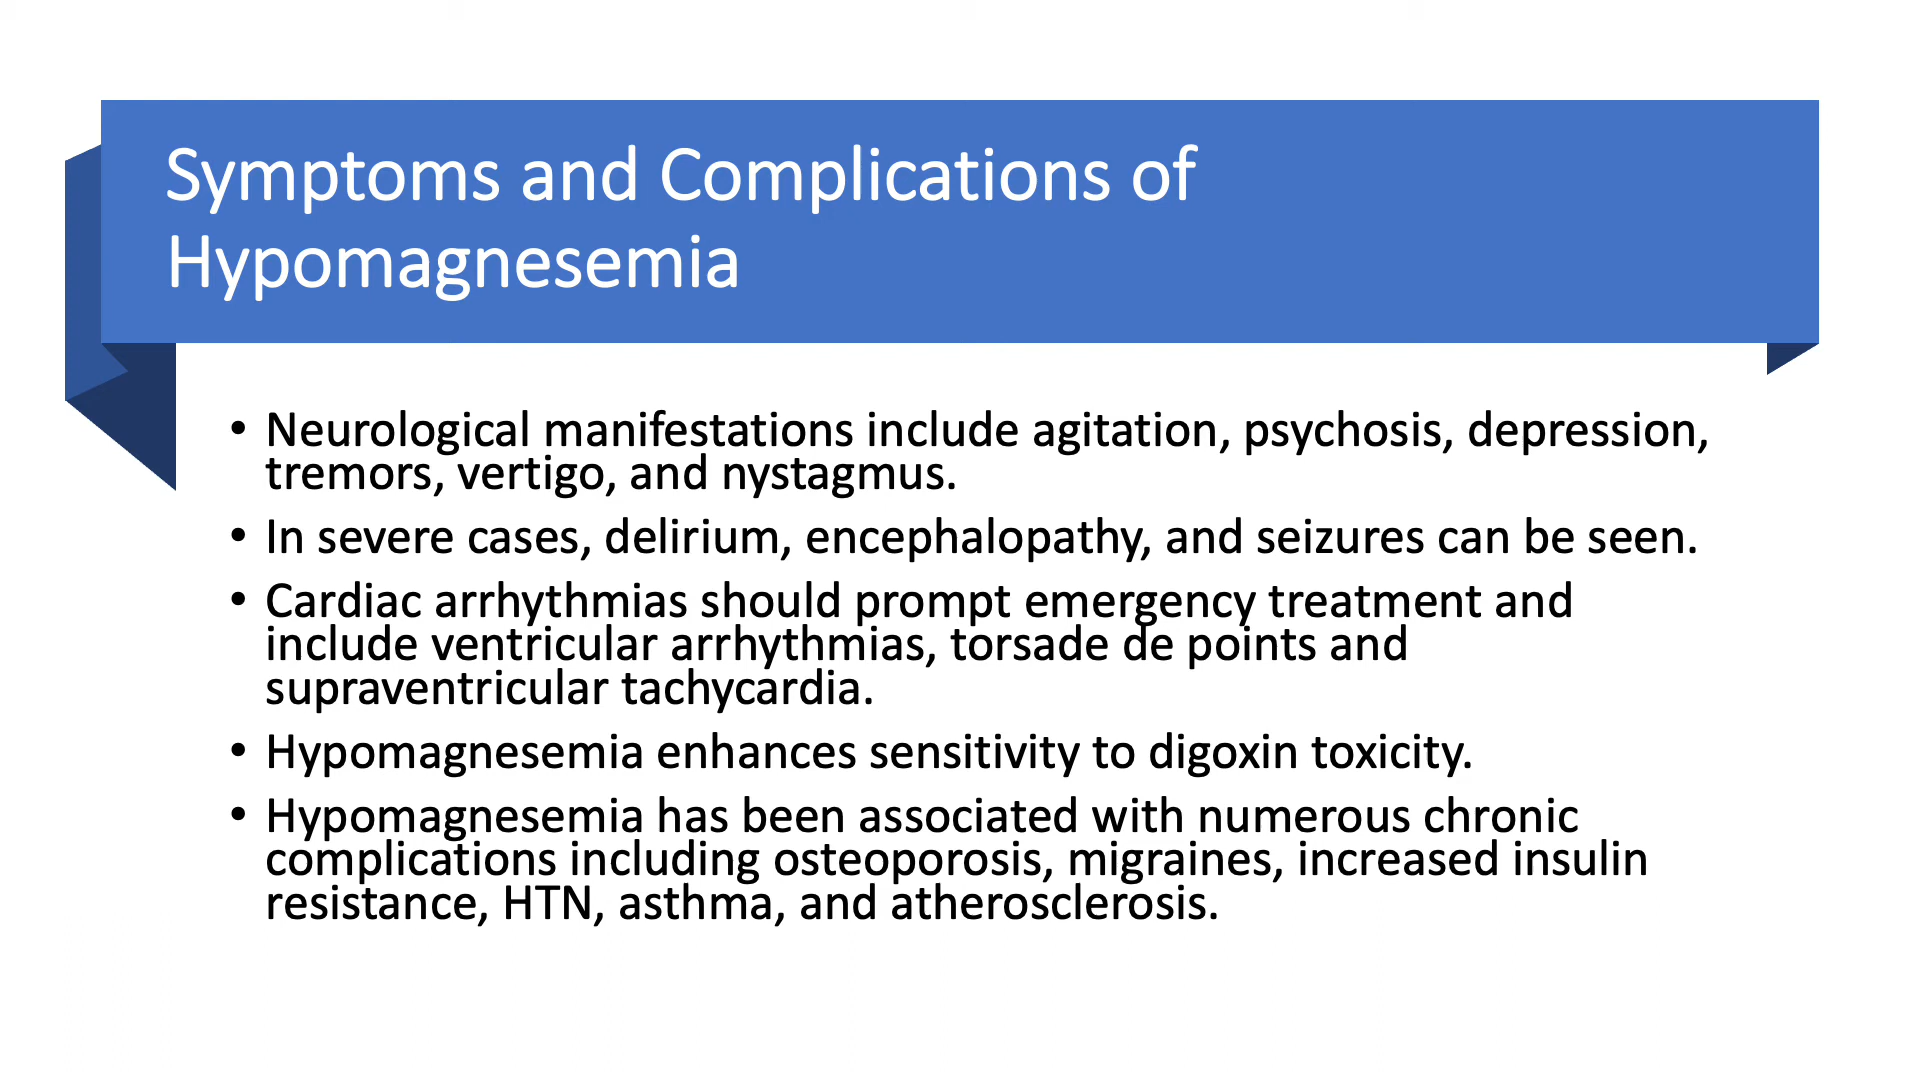 Symptoms and Complications of
Hypomagnesemia
• Neurological manifestations include agitation, psychosis, depression,
tremors, vertigo, and nystagmus.
• In severe cases, delirium, encephalopathy, and seizures can be seen.
• Cardiac arrhythmias should prompt emergency treatment and
include ventricular arrhythmias, torsade de points and
supraventricular tachycardia.
• Hypomagnesemia enhances sensitivity to digoxin toxicity.
• Hypomagnesemia has been associated with numerous chronic
complications including osteoporosis, migraines, increased insulin
resistance, HTN, asthma, and atherosclerosis.